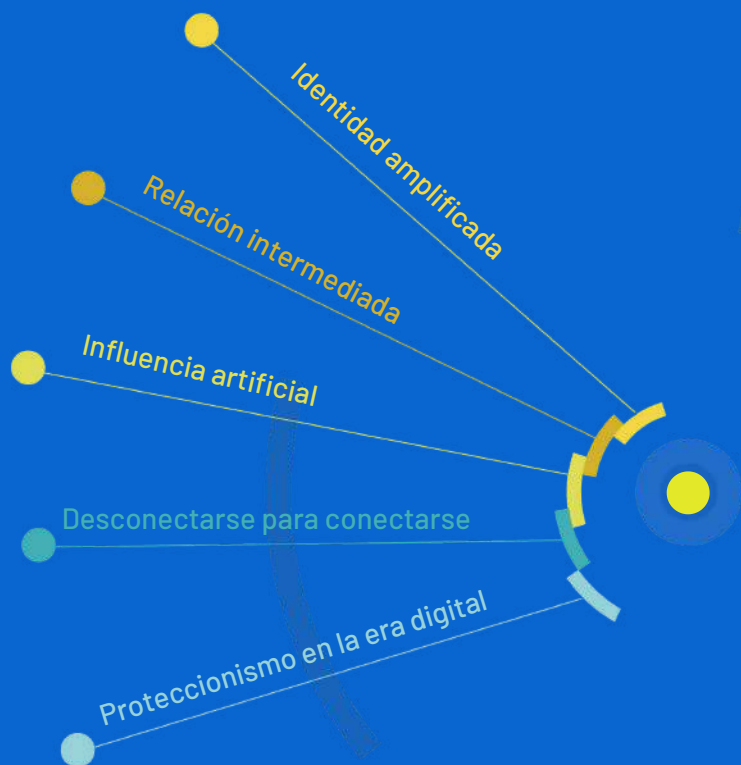 Identidad amplificada
Relación intermediada
Influencia artificial
Desconectarse para conectarse
Proteccionismo en la era digital